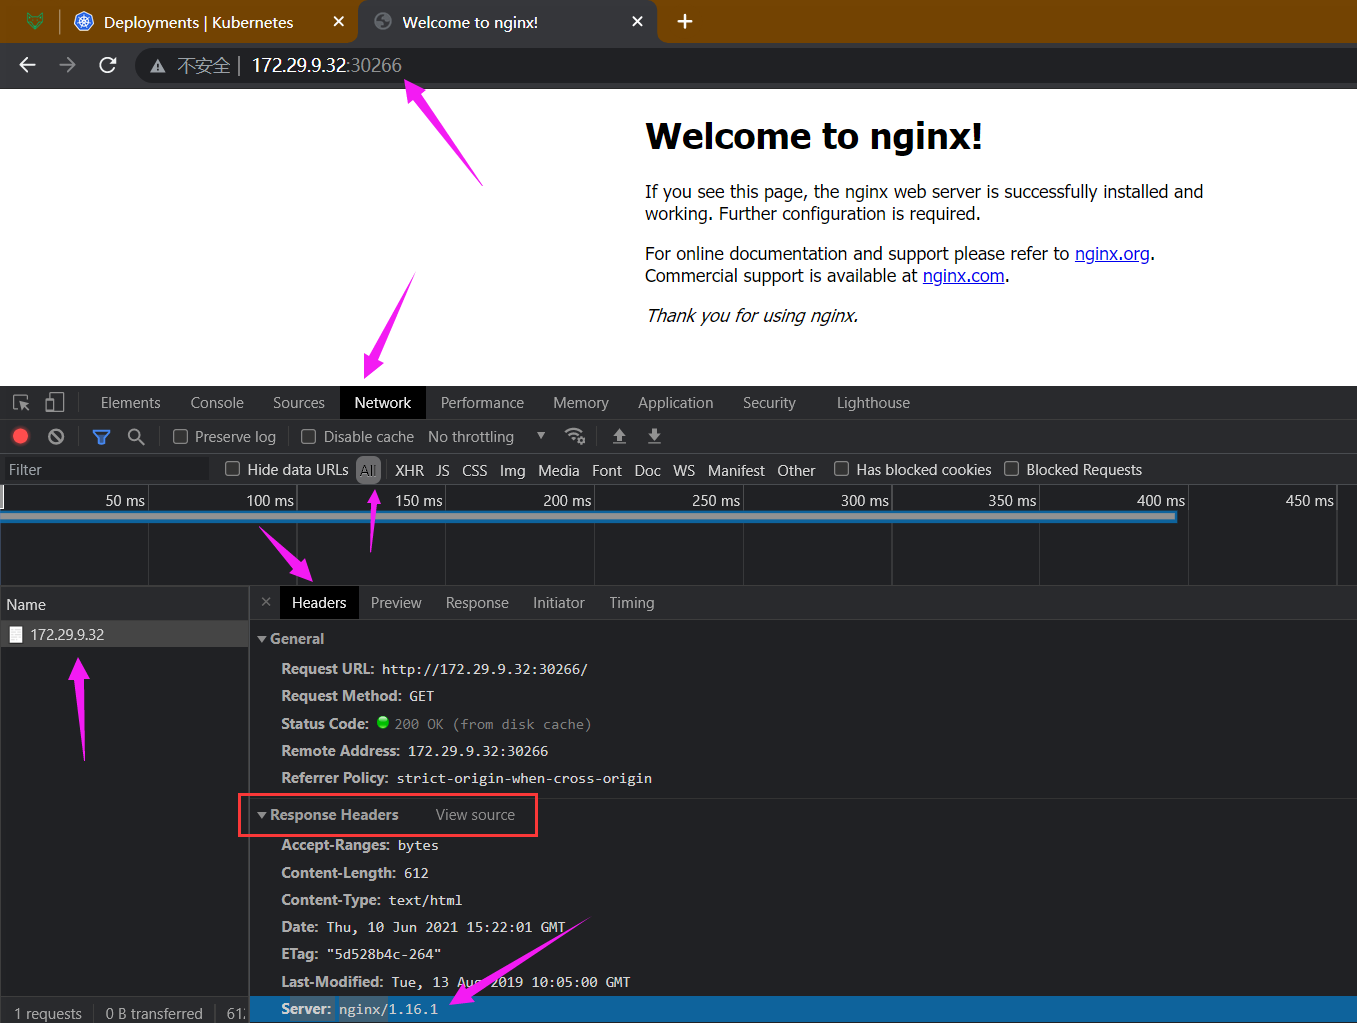 Deployments | Kubernetes
Welcome to nginx!
不安全 | 172.29.9.32:30266
Welcome to nginx!
If you see this page, the nginx web server is successfully installed and
working. Further configuration is required.
For online documentation and support please refer to nginx.org.
Commercial support is available at nginx.com.
Thank you for using nginx.
Elements Console Sources Network Performance Memory Application Security Lighthouse
Preserve log Disable cache No throttling
Filter Hide data URLs All XHR JS CSS Img Media Font Doc WS Manifest Other Has blocked cookies Blocked Requests
50 ms 100 ms 150 ms 200 ms 250 ms 300 ms 350 ms 400 ms 450 ms
Name
172.29.9.32
Headers Preview Response Initiator Timing
General
Request URL: http://172.29.9.32:30266/
Request Method: GET
Status Code: 200 OK (from disk cache)
Remote Address: 172.29.9.32:30266
Referrer Policy: strict-origin-when-cross-origin
Response Headers View source
Accept-Ranges: bytes
Content-Length: 612
Content-Type: text/html
Date: Thu, 10 Jun 2021 15:22:01 GMT
ETag: "5d528b4c-264"
Last-Modified: Tue, 13 Aug 2019 10:05:00 GMT
Server: nginx/1.16.1
1 requests 0 B transferred 612